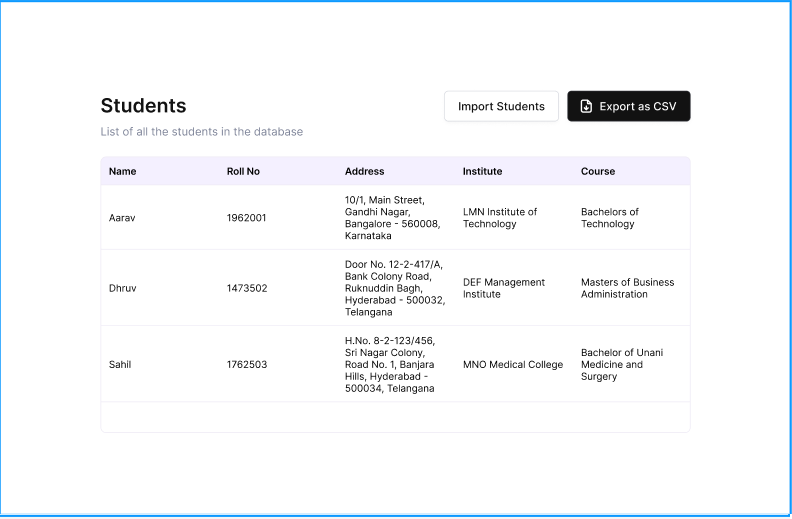 Students
Import Students
Export as CSV
List of all the students in the database
Name Roll No Address Institute Course
Aarav
1962001
10/1, Main Street,
Gandhi Nagar,
Bangalore - 560008,
Karnataka
LMN Institute of
Technology
Bachelors of
Technology
Dhruv
1473502
Door No. 12-2-417/A,
Bank Colony Road,
Ruknuddin Bagh,
Hyderabad - 500032,
Telangana
DEF Management
Institute
Masters of Business
Administration
Sahil
1762503
H.No. 8-2-123/456,
Sri Nagar Colony,
Road No. 1, Banjara
Hills, Hyderabad -
500034, Telangana
MNO Medical College
Bachelor of Unani
Medicine and
Surgery